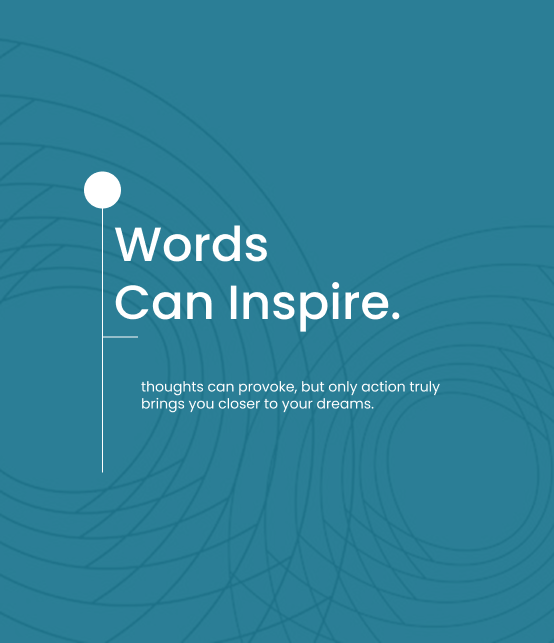 Words
Can Inspire.
thoughts can provoke, but only action truly
brings you closer to your dreams.